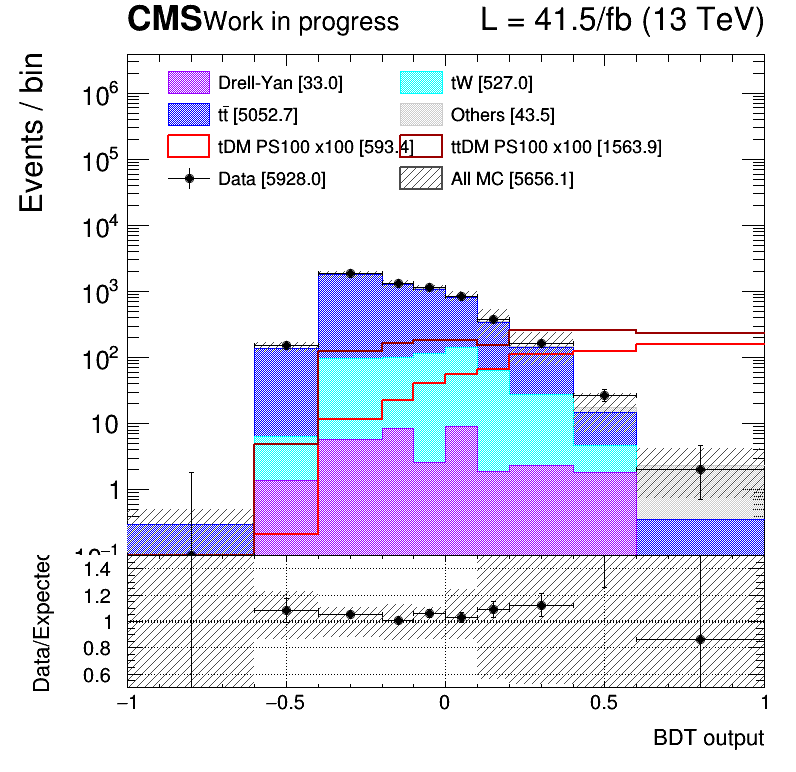 CMS Work in progress L = 41.5/fb (13 TeV)
Events / bin
Drell-Yan [33.0] tW [527.0]
tt̄ [5052.7] Others [43.5]
tDM PS100 x100 [593.4] ttDM PS100 x100 [1563.9]
Data [5928.0] All MC [5656.1]
10⁶
10⁵
10⁴
10³
10²
10
1
10⁻¹
Data/Expected
1.4
1.2
1
0.8
0.6
−1 −0.5 0 0.5 1
BDT output